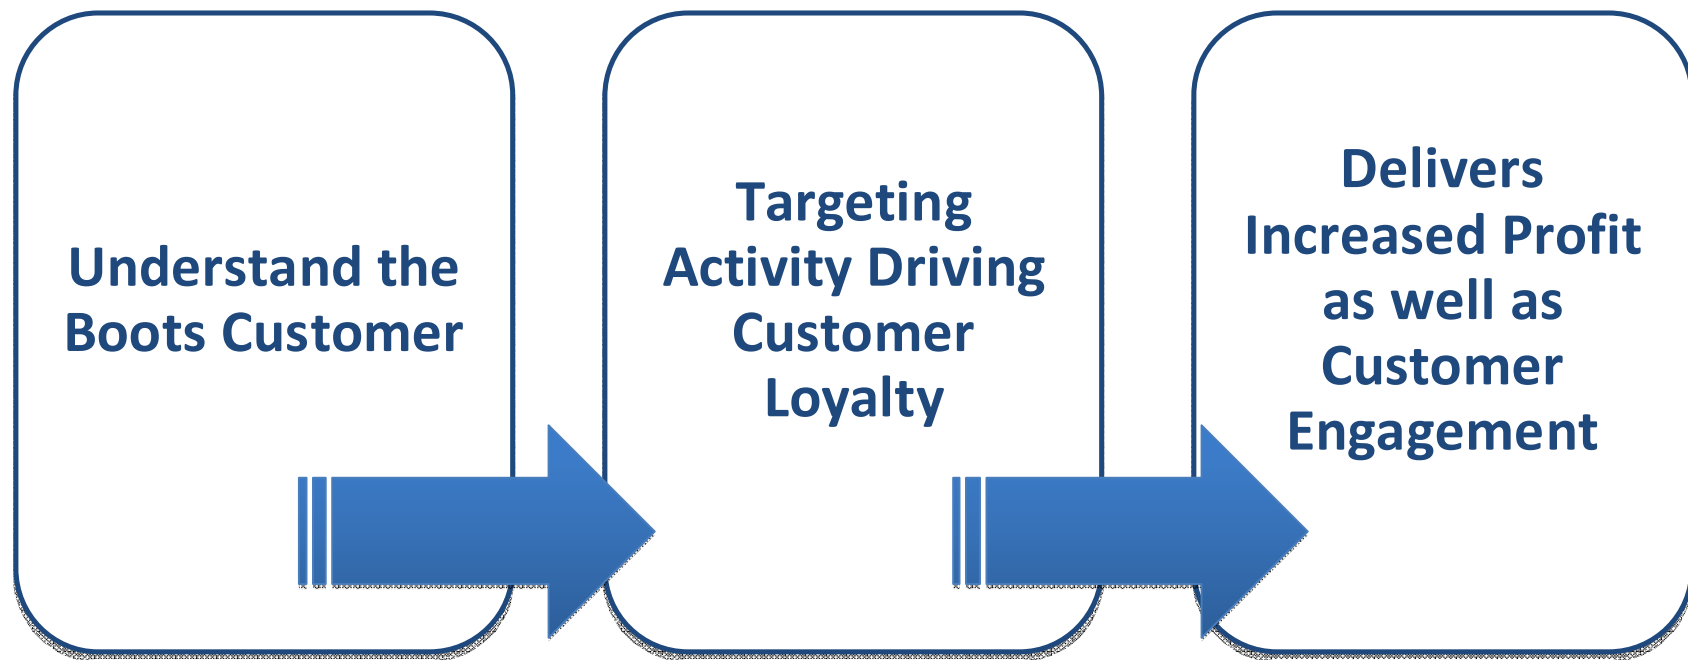 Understand the
Boots Customer
Targeting
Activity Driving
Customer
Loyalty
Delivers
Increased Profit
as well as
Customer
Engagement